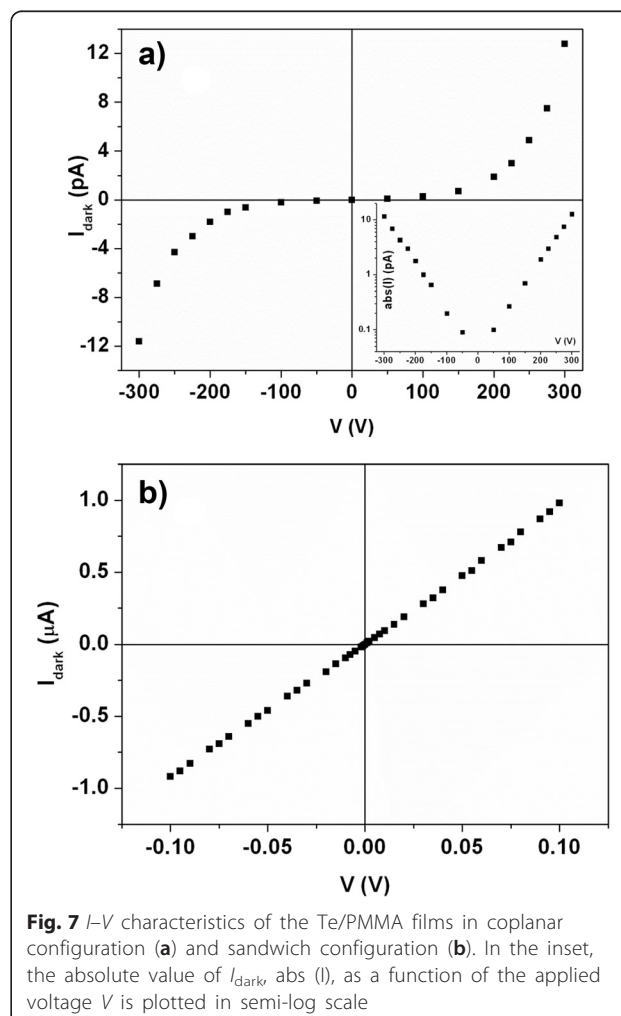 a)
12
8
4
0
-4
-8
-12
I_dark (pA)
-300 -200 -100 0 100 200 300
V (V)
10
1
0.1
abs(I) (pA)
V (V)
-300 -200 -100 0 100 200 300
b)
1.0
0.5
0.0
-0.5
-1.0
I_dark (µA)
-0.10 -0.05 0.00 0.05 0.10
V (V)
Fig. 7 I–V characteristics of the Te/PMMA films in coplanar
configuration (a) and sandwich configuration (b). In the inset,
the absolute value of I_dark, abs (I), as a function of the applied
voltage V is plotted in semi-log scale